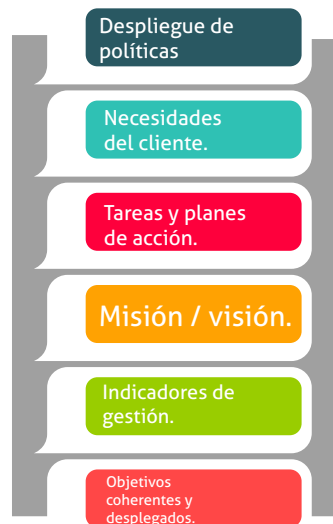 Despliegue de
políticas
Necesidades
del cliente.
Tareas y planes
de acción.
Misión / visión.
Indicadores de
gestión.
Objetivos
coherentes y
desplegados.